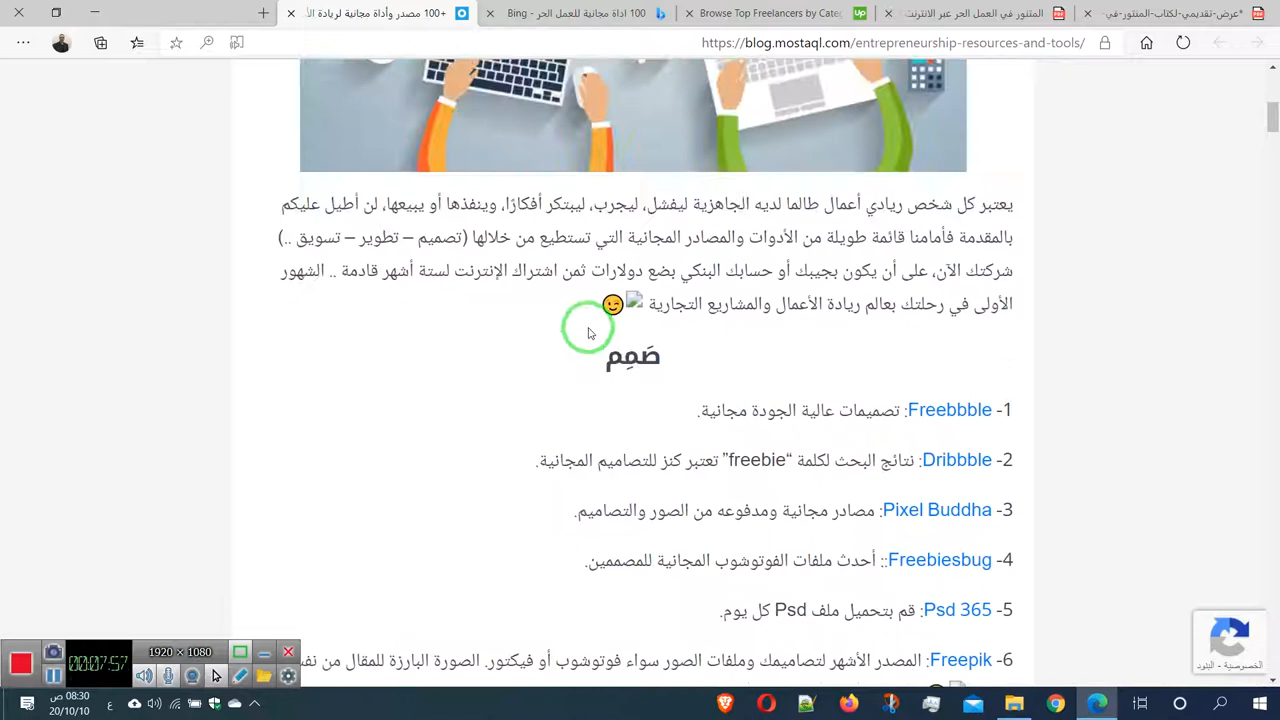 +100 مصدر وأداة مجانية لريادة الأ
100 اداة مجانية للعمل الحر - Bing
Browse Top Freelancers by Cate
المتنور في العمل الحر عبر الانترنت
*عرض-تقديمي-لكتاب-المنثور-في-
https://blog.mostaql.com/entrepreneurship-resources-and-tools/
يعتبر كل شخص ريادي أعمال طالما لديه الجاهزية ليفشل، ليجرب، ليبتكر أفكارًا، وينفذها أو يبيعها، لن أطيل عليكم
بالمقدمة فأمامنا قائمة طويلة من الأدوات والمصادر المجانية التي تستطيع من خلالها (تصميم – تطوير – تسويق ..)
شركتك الآن، على أن يكون بجيبك أو حسابك البنكي بضع دولارات ثمن اشتراك الإنترنت لستة أشهر قادمة .. الشهور
الأولى في رحلتك بعالم ريادة الأعمال والمشاريع التجارية
صَمِم
1- Freebbble: تصميمات عالية الجودة مجانية.
2- Dribbble: نتائج البحث لكلمة “freebie” تعتبر كنز للتصاميم المجانية.
3- Pixel Buddha: مصادر مجانية ومدفوعه من الصور والتصاميم.
4- Freebiesbug:: أحدث ملفات الفوتوشوب المجانية للمصممين.
5- Psd 365: قم بتحميل ملف Psd كل يوم.
6- Freepik: المصدر الأشهر لتصاميمك وملفات الصور سواء فوتوشوب أو فيكتور. الصورة البارزة للمقال من نفس
الخصوصية - البنود
1920 × 1080
00:07:57
08:30 ص
20/10/10
ع